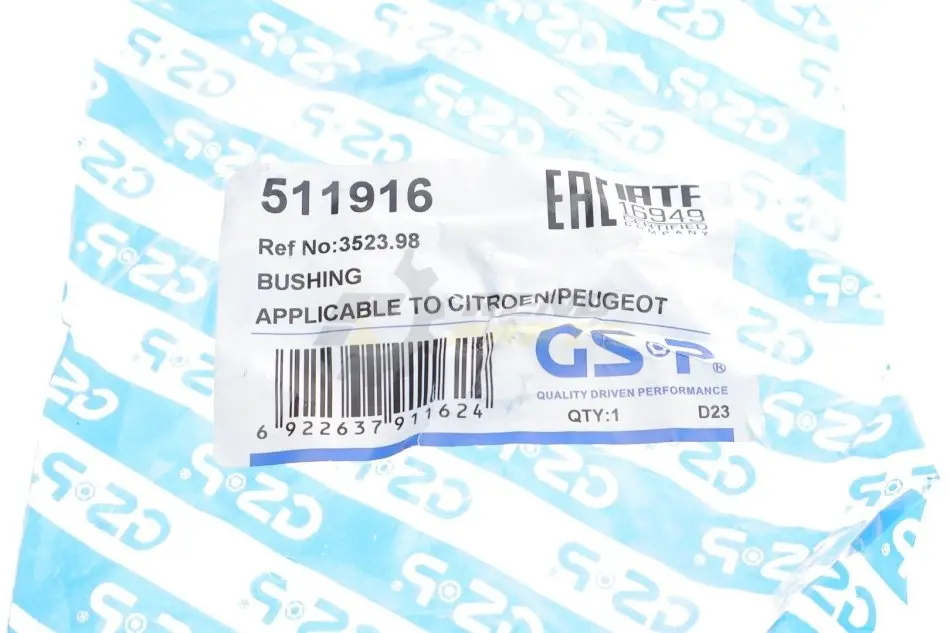 511916
EAC IATF
16949
CERTIFIED
COMPANY
Ref No:3523.98
BUSHING
APPLICABLE TO CITROEN/PEUGEOT
GS·P®
QUALITY DRIVEN PERFORMANCE
6 922637 911624
QTY:1 D23